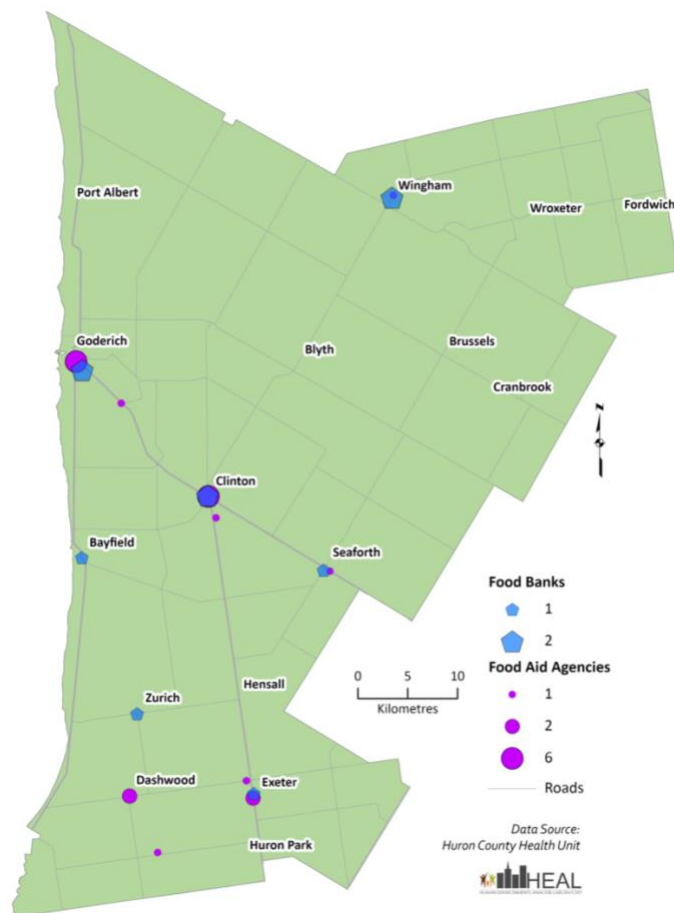 Wingham
Port Albert
Wroxeter
Fordwich
Goderich
Blyth
Brussels
Cranbrook
N
Clinton
Bayfield
Seaforth
Food Banks
1
2
Food Aid Agencies
1
2
6
Roads
0 5 10
Kilometres
Hensall
Zurich
Dashwood
Exeter
Huron Park
Data Source:
Huron County Health Unit
HEAL